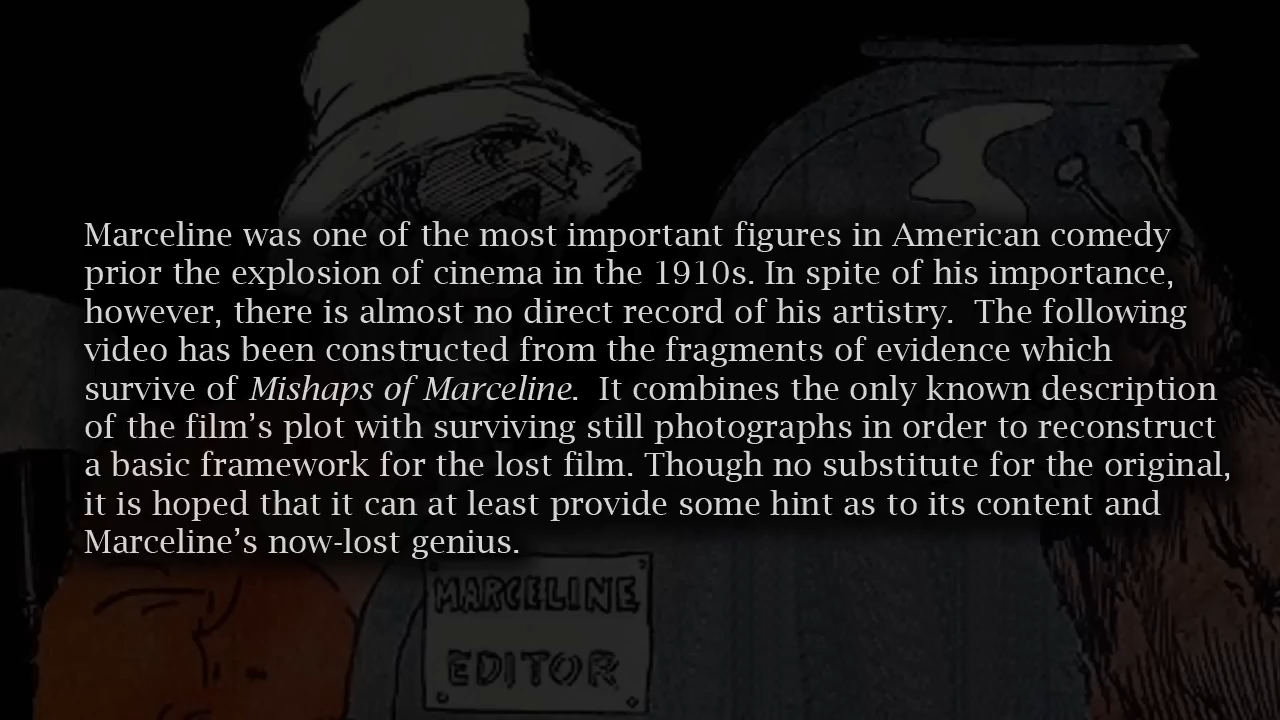 Marceline was one of the most important figures in American comedy
prior the explosion of cinema in the 1910s. In spite of his importance,
however, there is almost no direct record of his artistry.  The following
video has been constructed from the fragments of evidence which
survive of Mishaps of Marceline.  It combines the only known description
of the film’s plot with surviving still photographs in order to reconstruct
a basic framework for the lost film. Though no substitute for the original,
it is hoped that it can at least provide some hint as to its content and
Marceline’s now-lost genius.
MARCELINE
EDITOR